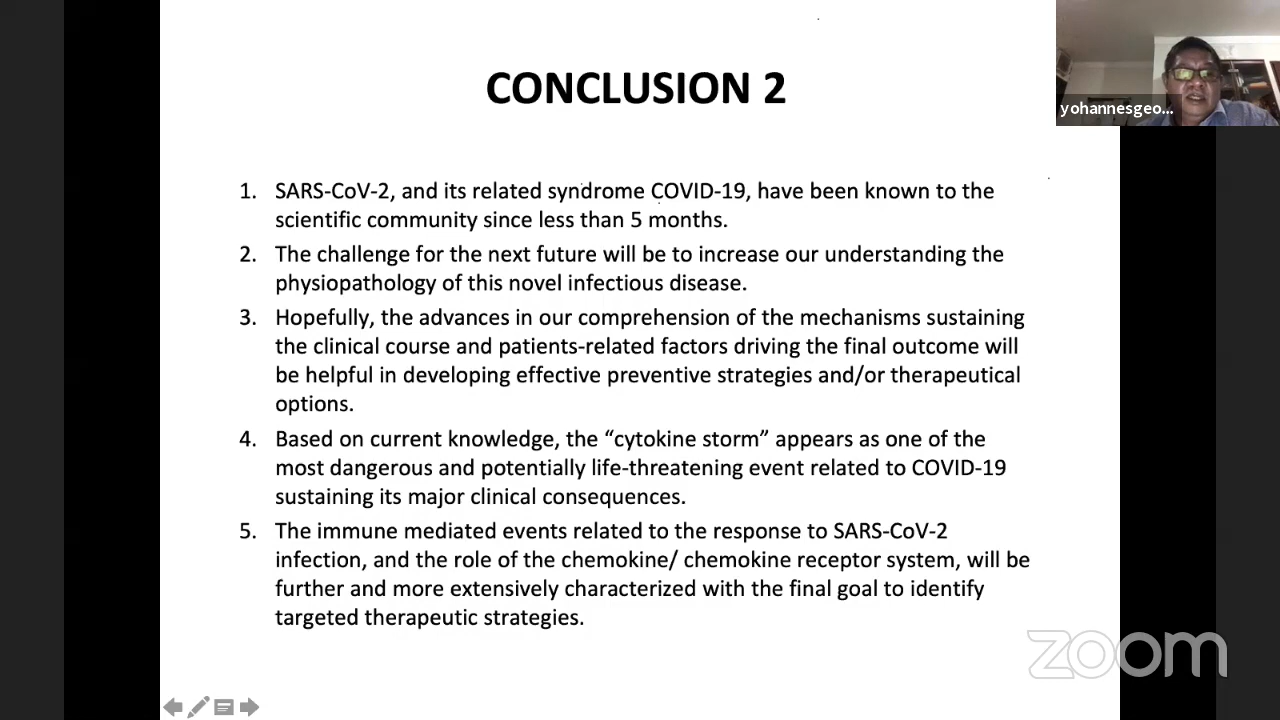 CONCLUSION 2
yohannesgeo...
1. SARS-CoV-2, and its related syndrome COVID-19, have been known to the
scientific community since less than 5 months.
2. The challenge for the next future will be to increase our understanding the
physiopathology of this novel infectious disease.
3. Hopefully, the advances in our comprehension of the mechanisms sustaining
the clinical course and patients-related factors driving the final outcome will
be helpful in developing effective preventive strategies and/or therapeutical
options.
4. Based on current knowledge, the “cytokine storm” appears as one of the
most dangerous and potentially life-threatening event related to COVID-19
sustaining its major clinical consequences.
5. The immune mediated events related to the response to SARS-CoV-2
infection, and the role of the chemokine/ chemokine receptor system, will be
further and more extensively characterized with the final goal to identify
targeted therapeutic strategies.
zoom